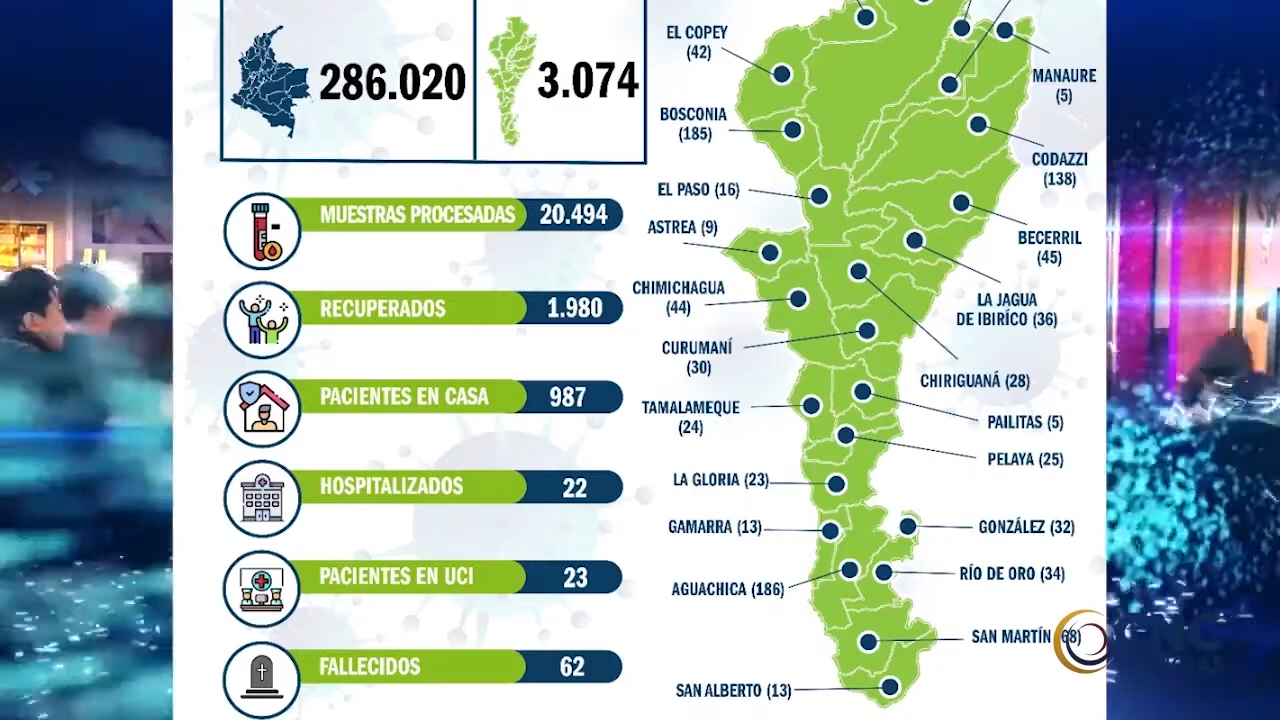 286.020
3.074
MUESTRAS PROCESADAS 20.494
RECUPERADOS 1.980
PACIENTES EN CASA 987
HOSPITALIZADOS 22
PACIENTES EN UCI 23
FALLECIDOS 62
EL COPEY
(42)
MANAURE
(5)
BOSCONIA
(185)
CODAZZI
(138)
EL PASO (16)
ASTREA (9)
BECERRIL
(45)
CHIMICHAGUA
(44)
LA JAGUA
DE IBIRÍCO (36)
CURUMANÍ
(30)
CHIRIGUANÁ (28)
TAMALAMEQUE
(24)
PAILITAS (5)
PELAYA (25)
LA GLORIA (23)
GAMARRA (13)
GONZÁLEZ (32)
RÍO DE ORO (34)
AGUACHICA (186)
SAN MARTÍN (68)
SAN ALBERTO (13)
CNC